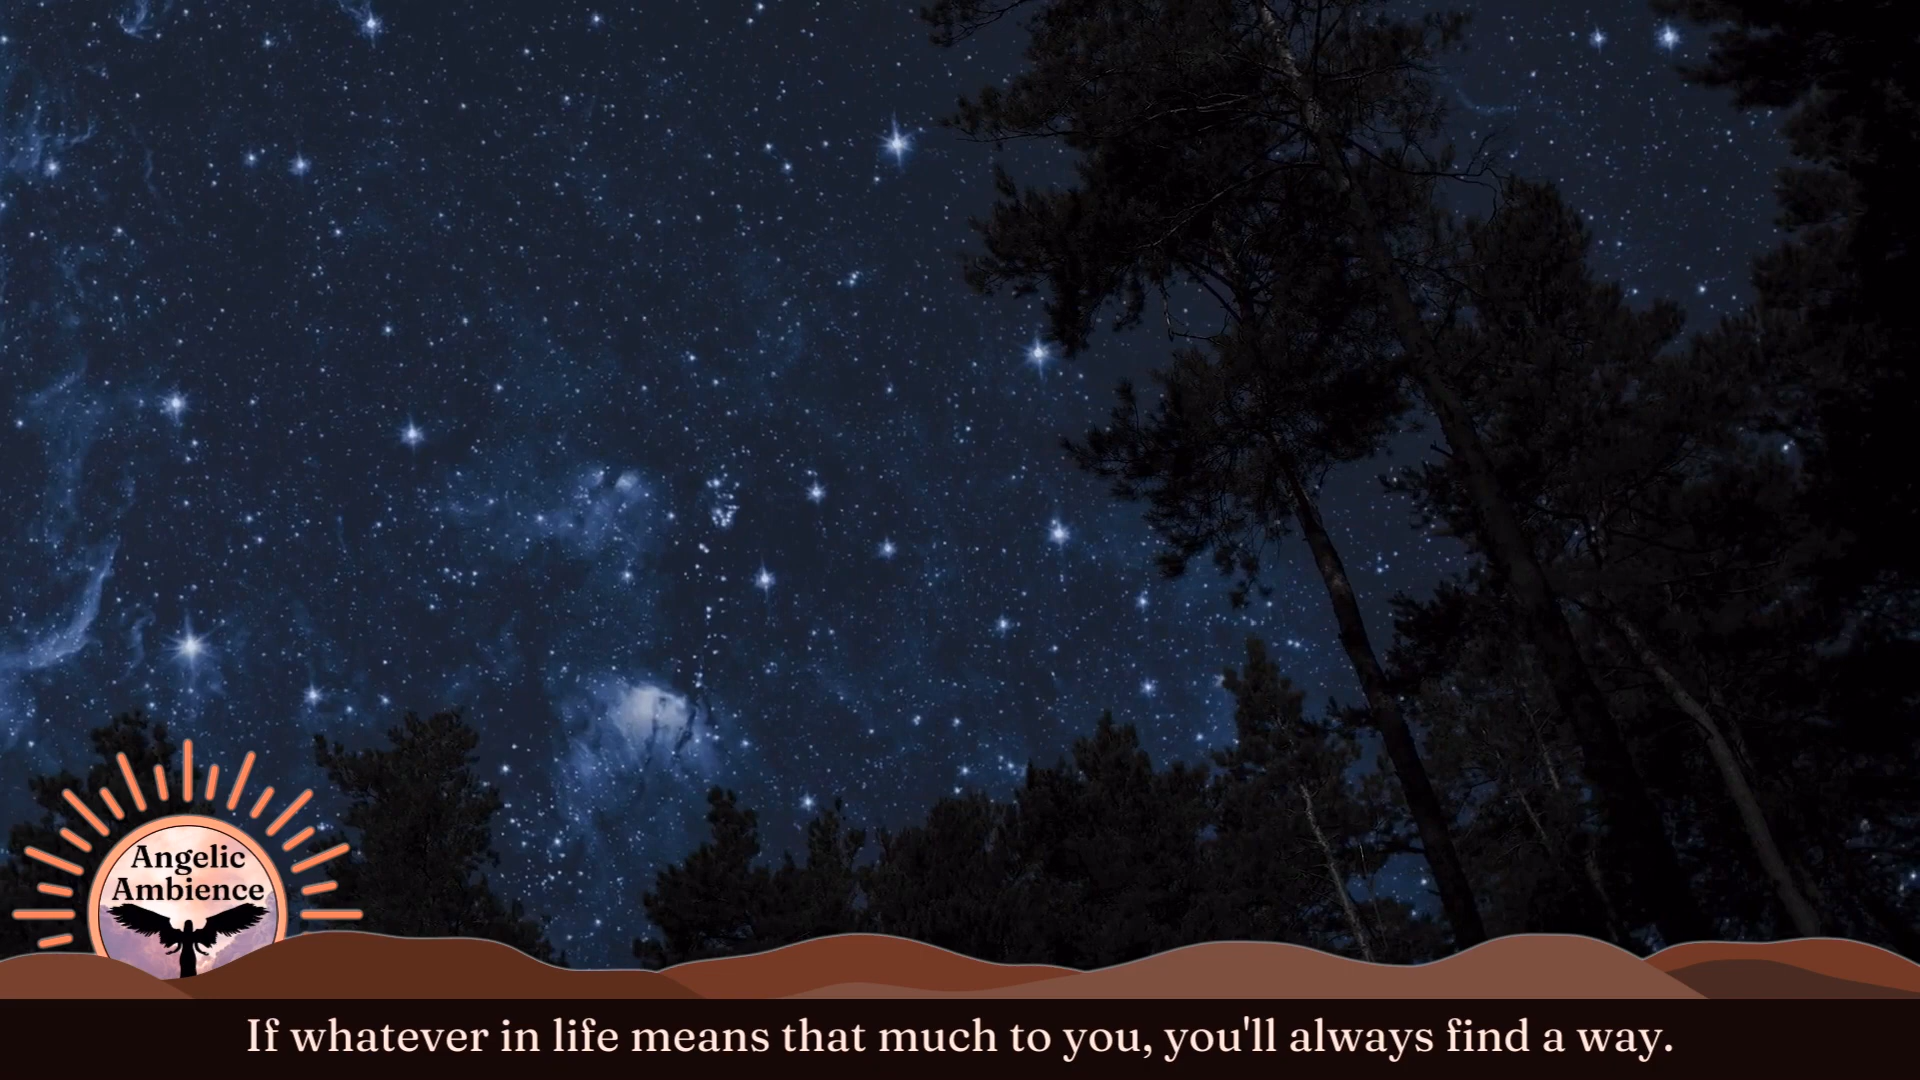 Angelic
Ambience
If whatever in life means that much to you, you'll always find a way.